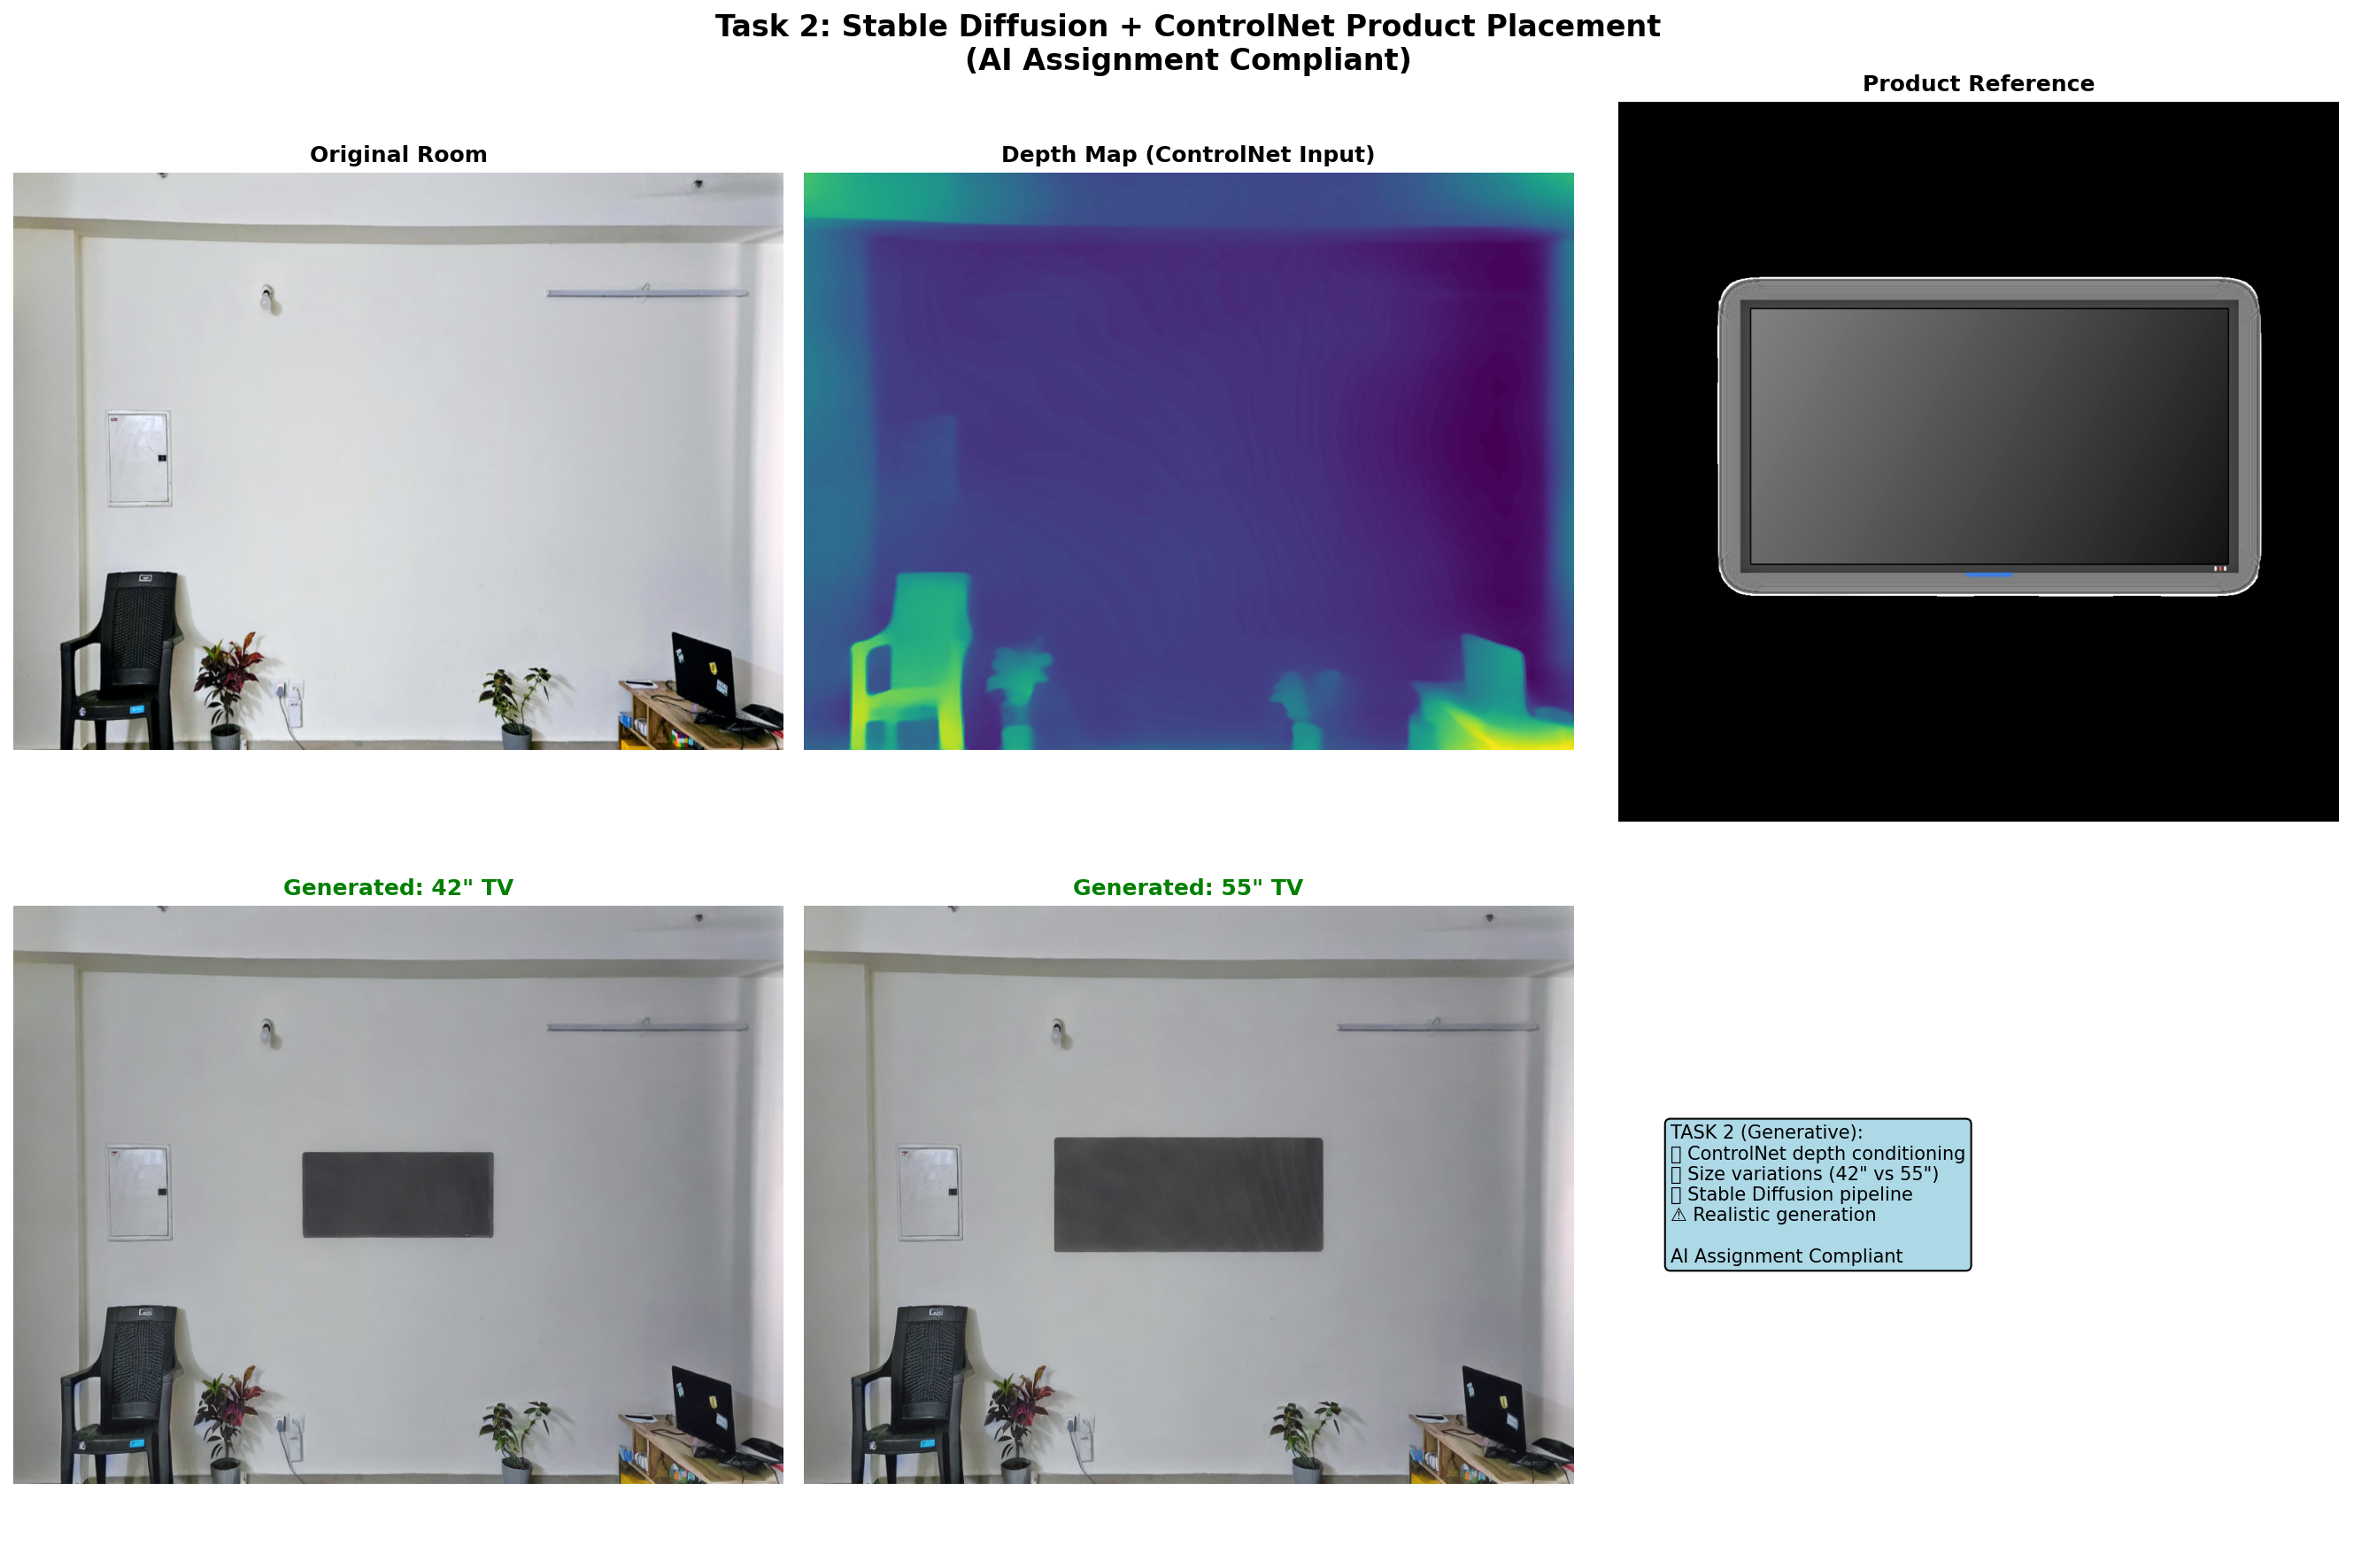 Task 2: Stable Diffusion + ControlNet Product Placement
(AI Assignment Compliant)
Original Room
Depth Map (ControlNet Input)
Product Reference
Generated: 42" TV
Generated: 55" TV
TASK 2 (Generative):
▯ ControlNet depth conditioning
▯ Size variations (42" vs 55")
▯ Stable Diffusion pipeline
⚠ Realistic generation
AI Assignment Compliant